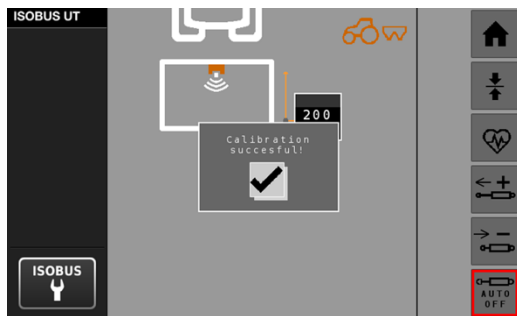 ISOBUS UT
200
Calibration
succesful!
ISOBUS
AUTO
OFF